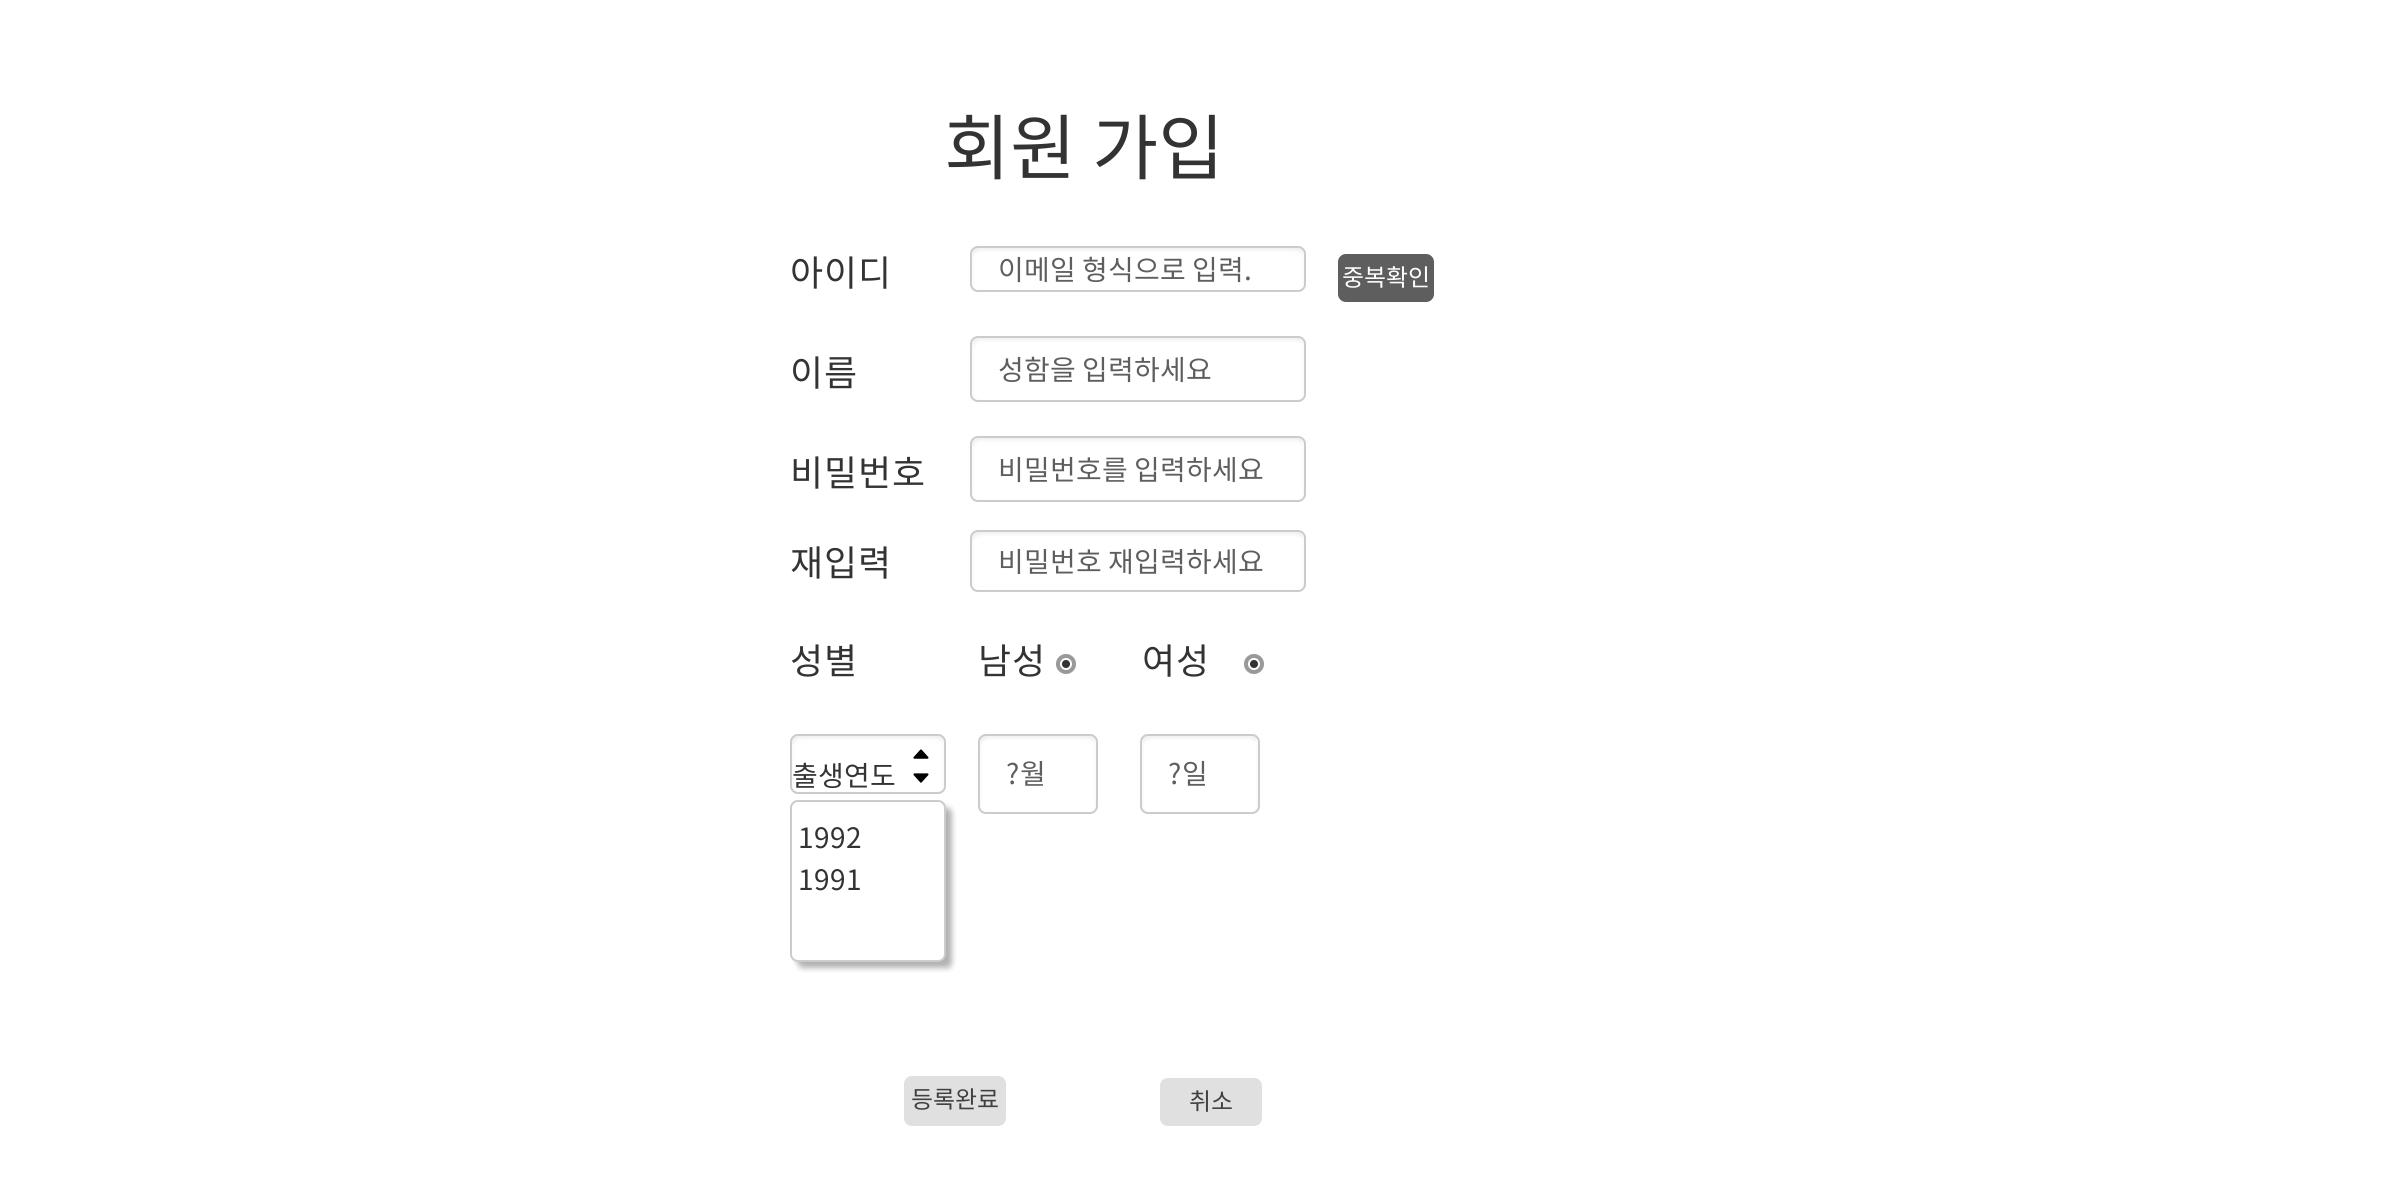 회원 가입
아이디 이메일 형식으로 입력. 중복확인
이름 성함을 입력하세요
비밀번호 비밀번호를 입력하세요
재입력 비밀번호 재입력하세요
성별 남성 여성
출생연도 ?월 ?일
1992
1991
등록완료 취소